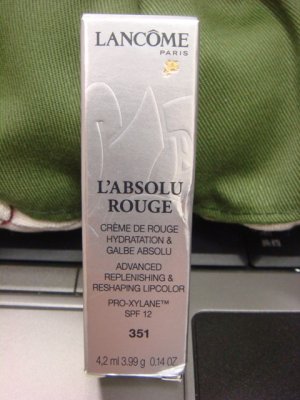 LANCÔME
PARIS
L'ABSOLU
ROUGE
CRÈME DE ROUGE
HYDRATATION &
GALBE ABSOLU
ADVANCED
REPLENISHING &
RESHAPING LIPCOLOR
PRO-XYLANE™
SPF 12
351
4,2 ml 3.99 g 0.14 OZ